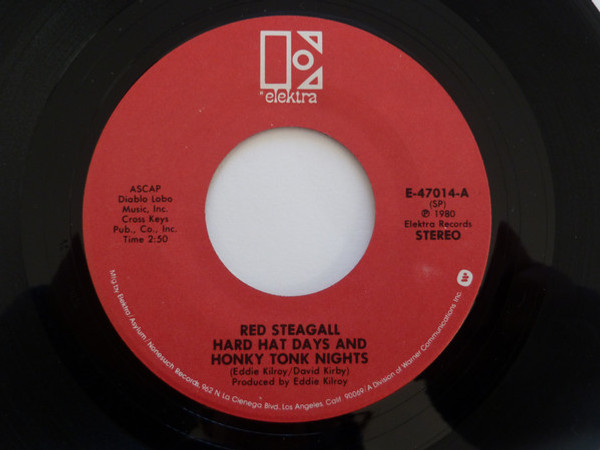 elektra
ASCAP
Diablo Lobo
Music, Inc.
Cross Keys
Pub., Co., Inc.
Time 2:50
E-47014-A
(SP)
℗ 1980
Elektra Records
STEREO
RED STEAGALL
HARD HAT DAYS AND
HONKY TONK NIGHTS
(Eddie Kilroy/David Kirby)
Produced by Eddie Kilroy
Mfg by Elektra/Asylum/Nonesuch Records, 962 N. La Cienega Blvd., Los Angeles, Calif. 90069/A Division of Warner Communications Inc.